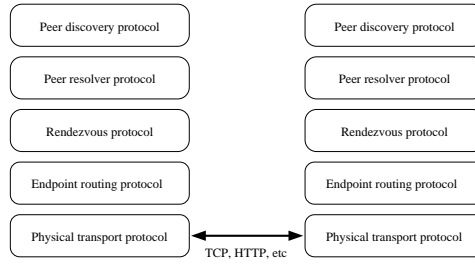 Peer discovery protocol
Peer discovery protocol
Peer resolver protocol
Peer resolver protocol
Rendezvous protocol
Rendezvous protocol
Endpoint routing protocol
Endpoint routing protocol
Physical transport protocol
Physical transport protocol
TCP, HTTP, etc